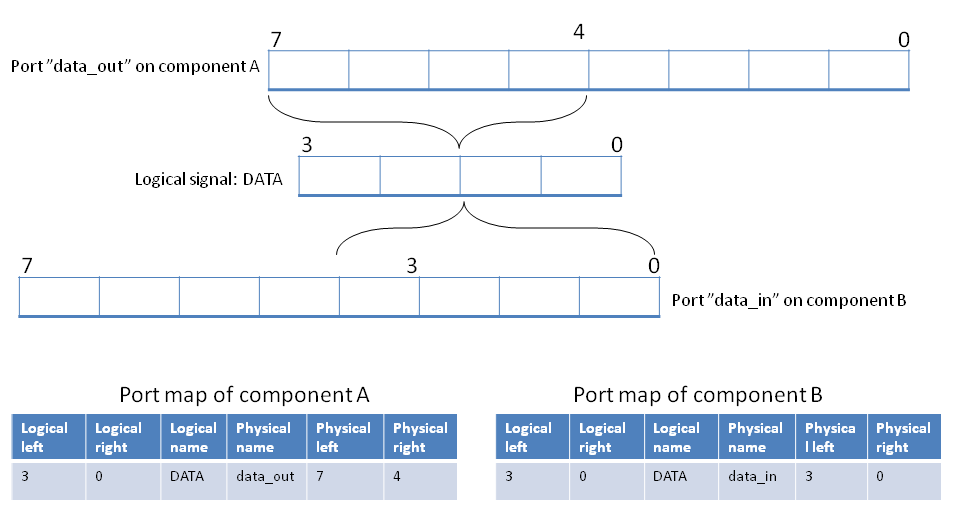 7 4 0
Port ”data_out” on component A
3 0
Logical signal: DATA
7 3 0
Port ”data_in” on component B
Port map of component A
Logical left Logical right Logical name Physical name Physical left Physical right
3 0 DATA data_out 7 4
Port map of component B
Logical left Logical right Logical name Physical name Physica l left Physical right
3 0 DATA data_in 3 0